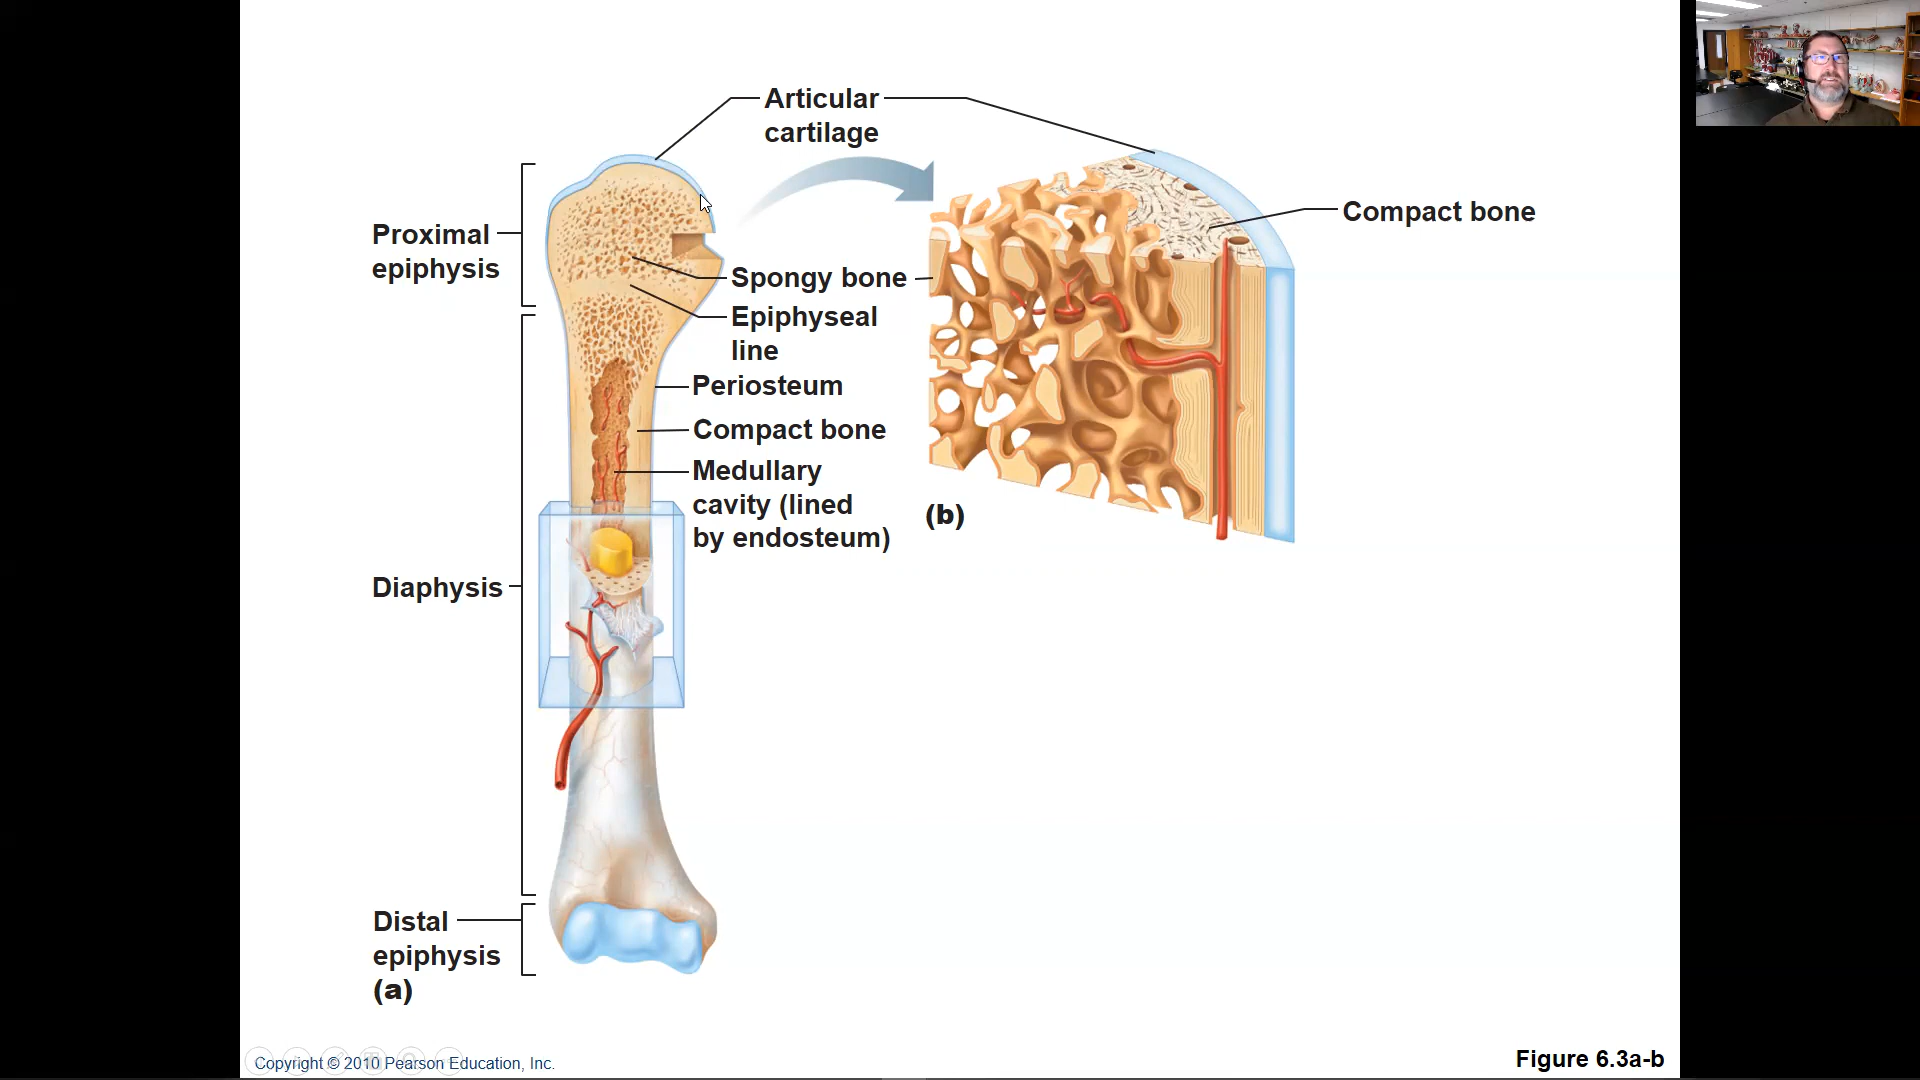 Articular
cartilage
Proximal
epiphysis
Compact bone
Spongy bone
Epiphyseal
line
Periosteum
Compact bone
Medullary
cavity (lined
by endosteum)
(b)
Diaphysis
Distal
epiphysis
(a)
Copyright © 2010 Pearson Education, Inc.
Figure 6.3a-b